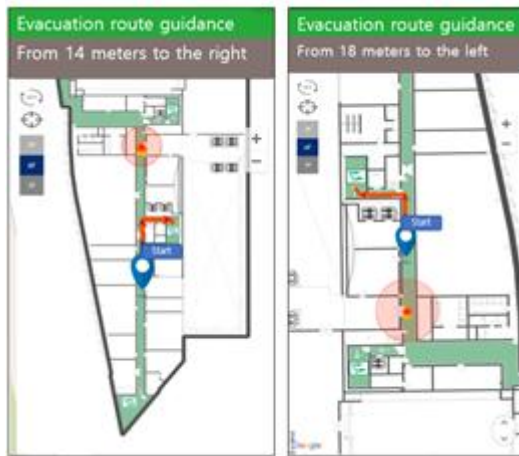 Evacuation route guidance
From 14 meters to the right
+
−
Start
Evacuation route guidance
From 18 meters to the left
+
−
Start
Google